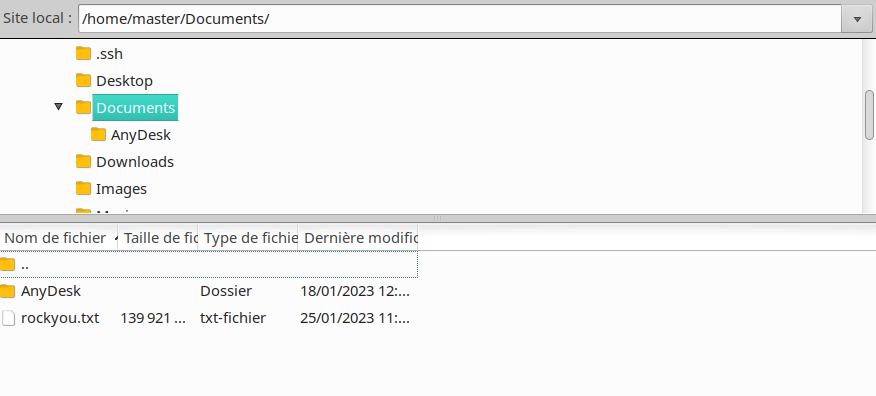 Site local : /home/master/Documents/
.ssh
Desktop
Documents
AnyDesk
Downloads
Images
Nom de fichier Taille de fic Type de fichie Dernière modific
..
AnyDesk Dossier 18/01/2023 12:...
rockyou.txt 139 921 ... txt-fichier 25/01/2023 11:...